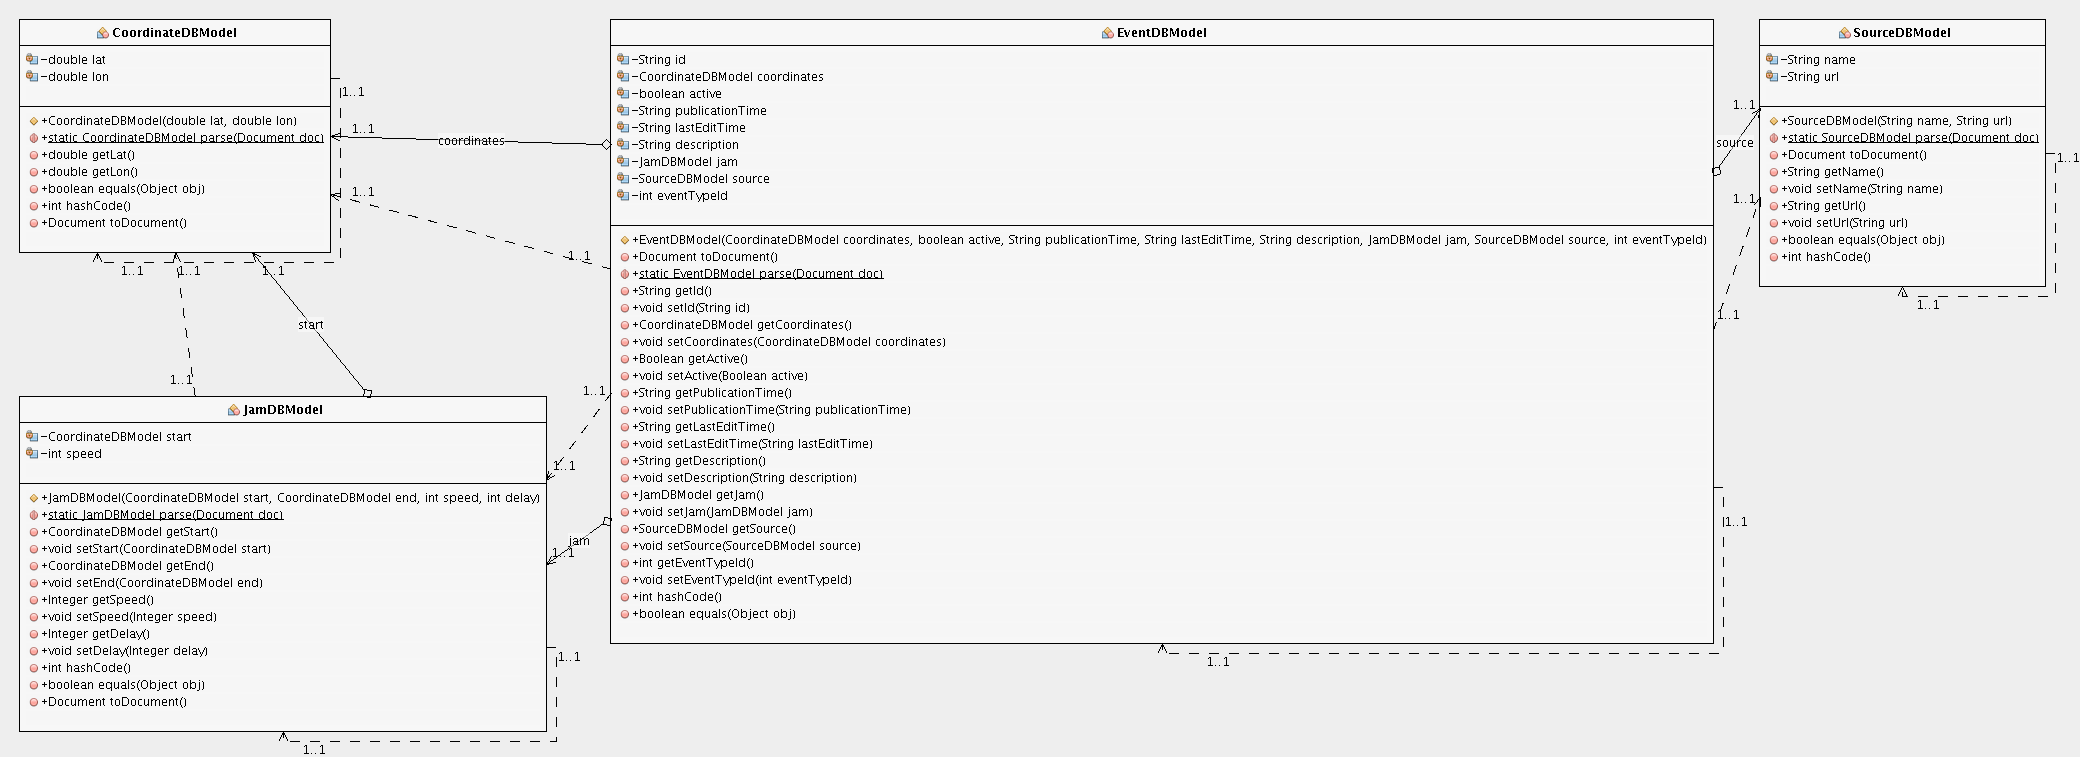 CoordinateDBModel
−double lat
−double lon
+CoordinateDBModel(double lat, double lon)
+static CoordinateDBModel parse(Document doc)
+double getLat()
+double getLon()
+boolean equals(Object obj)
+int hashCode()
+Document toDocument()
1..1
1..1
coordinates
1..1
1..1
1..1
1..1
1..1
start
1..1
JamDBModel
−CoordinateDBModel start
−int speed
+JamDBModel(CoordinateDBModel start, CoordinateDBModel end, int speed, int delay)
+static JamDBModel parse(Document doc)
+CoordinateDBModel getStart()
+void setStart(CoordinateDBModel start)
+CoordinateDBModel getEnd()
+void setEnd(CoordinateDBModel end)
+Integer getSpeed()
+void setSpeed(Integer speed)
+Integer getDelay()
+void setDelay(Integer delay)
+int hashCode()
+boolean equals(Object obj)
+Document toDocument()
1..1
1..1
1..1
1..1
jam
1..1
EventDBModel
−String id
−CoordinateDBModel coordinates
−boolean active
−String publicationTime
−String lastEditTime
−String description
−JamDBModel jam
−SourceDBModel source
−int eventTypeId
+EventDBModel(CoordinateDBModel coordinates, boolean active, String publicationTime, String lastEditTime, String description, JamDBModel jam, SourceDBModel source, int eventTypeId)
+Document toDocument()
+static EventDBModel parse(Document doc)
+String getId()
+void setId(String id)
+CoordinateDBModel getCoordinates()
+void setCoordinates(CoordinateDBModel coordinates)
+Boolean getActive()
+void setActive(Boolean active)
+String getPublicationTime()
+void setPublicationTime(String publicationTime)
+String getLastEditTime()
+void setLastEditTime(String lastEditTime)
+String getDescription()
+void setDescription(String description)
+JamDBModel getJam()
+void setJam(JamDBModel jam)
+SourceDBModel getSource()
+void setSource(SourceDBModel source)
+int getEventTypeId()
+void setEventTypeId(int eventTypeId)
+int hashCode()
+boolean equals(Object obj)
1..1
1..1
1..1
source
1..1
1..1
SourceDBModel
−String name
−String url
+SourceDBModel(String name, String url)
+static SourceDBModel parse(Document doc)
+Document toDocument()
+String getName()
+void setName(String name)
+String getUrl()
+void setUrl(String url)
+boolean equals(Object obj)
+int hashCode()
1..1
1..1